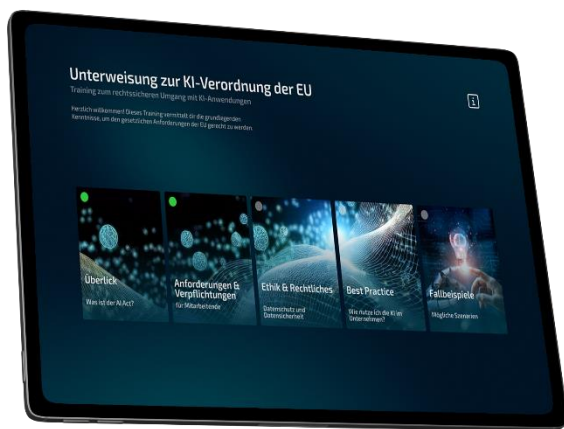 Unterweisung zur KI-Verordnung der EU
Training zum rechtssicheren Umgang mit KI-Anwendungen
Herzlich willkommen! Dieses Training vermittelt dir die grundlegenden
Kenntnisse, um den gesetzlichen Anforderungen der EU gerecht zu werden.
i
Überlick
Was ist der AI Act?
Anforderungen &
Verpflichtungen
für Mitarbeitende
Ethik & Rechtliches
Datenschutz und
Datensicherheit
Best Practice
Wie nutze ich die KI im
Unternehmen?
Fallbeispiele
Mögliche Szenarien